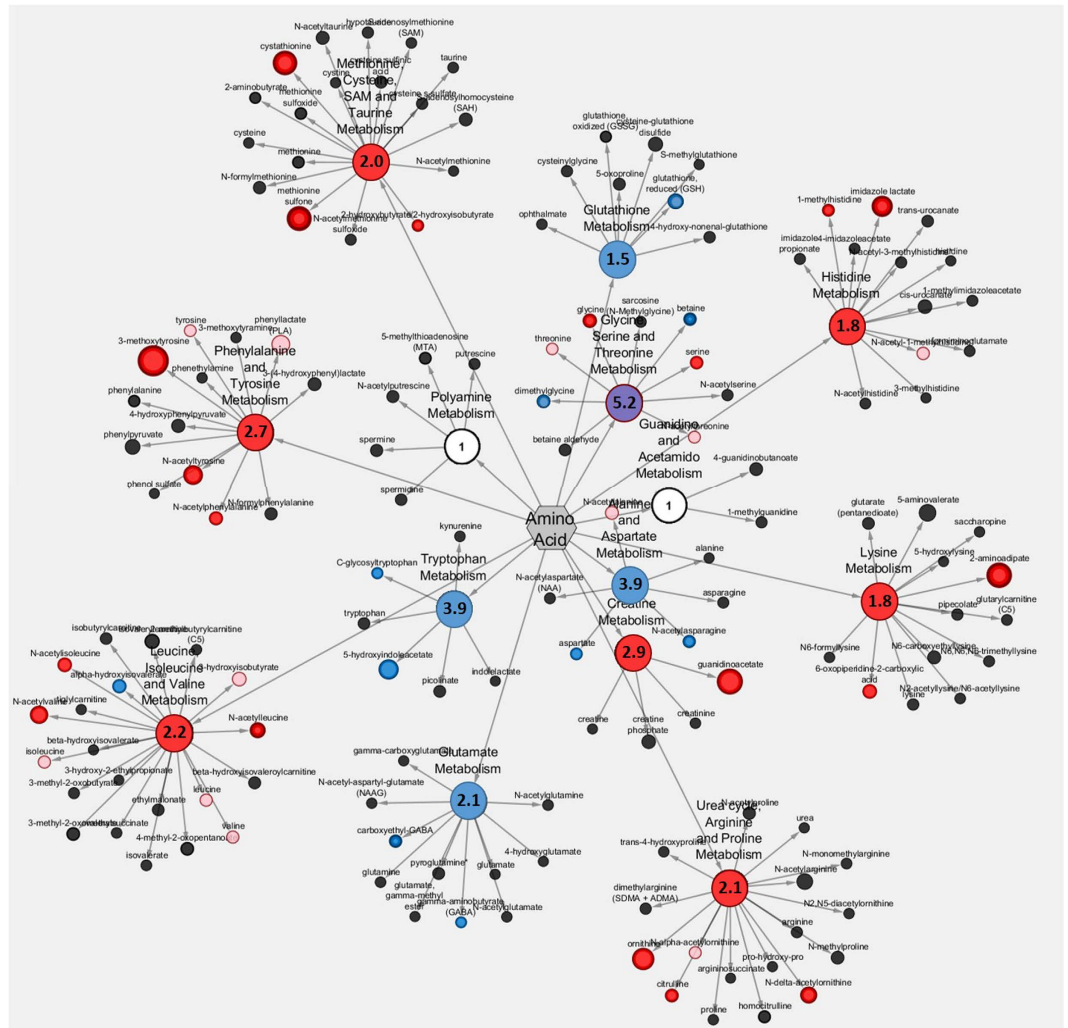 hypotaurine
S-adenosylmethionine
(SAM)
N-acetyltaurine
taurine
cystathionine
cysteine sulfinic
acid
cystine
Methionine,
Cysteine,
SAM and
Taurine
Metabolism
cysteine s-sulfate
S-adenosylhomocysteine
(SAH)
2-aminobutyrate
methionine
sulfoxide
cysteine
methionine
2.0
N-acetylmethionine
N-formylmethionine
methionine
sulfone
N-acetylmethionine
sulfoxide
2-hydroxybutyrate/2-hydroxyisobutyrate
glutathione,
oxidized (GSSG)
cysteine-glutathione
disulfide
S-methylglutathione
cysteinylglycine
5-oxoproline
glutathione,
reduced (GSH)
ophthalmate
Glutathione
Metabolism
4-hydroxy-nonenal-glutathione
1.5
1-methylhistidine
imidazole lactate
trans-urocanate
imidazole
propionate
4-imidazoleacetate
N-acetyl-3-methylhistidine*
histidine
Histidine
Metabolism
cis-urocanate
1-methylimidazoleacetate
1.8
N-acetyl-1-methylhistidine*
formiminoglutamate
N-acetylhistidine
3-methylhistidine
glycine
sarcosine
(N-Methylglycine)
betaine
Glycine,
Serine and
Threonine
Metabolism
threonine
serine
dimethylglycine
5.2
N-acetylserine
betaine aldehyde
N-acetylthreonine
tyrosine
3-methoxytyramine
phenyllactate
(PLA)
3-methoxytyrosine
Phenylalanine
and
Tyrosine
Metabolism
phenethylamine
3-(4-hydroxyphenyl)lactate
phenylalanine
4-hydroxyphenylpyruvate
phenylpyruvate
2.7
N-acetyltyrosine
phenol sulfate
N-acetylphenylalanine
N-formylphenylalanine
5-methylthioadenosine
(MTA)
putrescine
N-acetylputrescine
Polyamine
Metabolism
spermine
1
spermidine
Guanidino
and
Acetamido
Metabolism
4-guanidinobutanoate
1
1-methylguanidine
Amino
Acid
N-acetylalanine
Alanine
and
Aspartate
Metabolism
alanine
N-acetylaspartate
(NAA)
3.9
asparagine
aspartate
N-acetylasparagine
Creatine
Metabolism
2.9
guanidinoacetate
creatine
creatine
phosphate
creatinine
glutarate
(pentanedioate)
5-aminovalerate
saccharopine
Lysine
Metabolism
5-hydroxylysine
2-aminoadipate
1.8
pipecolate
glutarylcarnitine
(C5)
N6-formyllysine
N6-carboxyethyllysine
N6,N6,N6-trimethyllysine
6-oxopiperidine-2-carboxylic
acid
lysine
N2-acetyllysine/N6-acetyllysine
kynurenine
C-glycosyltryptophan
Tryptophan
Metabolism
tryptophan
3.9
5-hydroxyindoleacetate
picolinate
indolelactate
isobutyrylcarnitine
2-methylbutyrylcarnitine
(C5)
N-acetylisoleucine
Leucine,
Isoleucine
and Valine
Metabolism
alpha-hydroxyisovalerate
N-acetylvaline
tiglylcarnitine
N-acetylleucine
2.2
beta-hydroxyisovalerate
isoleucine
3-hydroxy-2-ethylpropionate
3-methyl-2-oxobutyrate
beta-hydroxyisovaleroylcarnitine
leucine
ethylmalonate
3-methyl-2-oxovalerate
4-methyl-2-oxopentanoate
valine
isovalerate
gamma-carboxyglutamate
Glutamate
Metabolism
N-acetyl-aspartyl-glutamate
(NAAG)
2.1
N-acetylglutamine
carboxyethyl-GABA
pyroglutamine*
glutamate
4-hydroxyglutamate
glutamine
glutamate,
gamma-methyl
ester
gamma-aminobutyrate
(GABA)
N-acetylglutamate
N-acetylproline
Urea cycle,
Arginine
and Proline
Metabolism
urea
trans-4-hydroxyproline
N-monomethylarginine
N-acetylarginine
dimethylarginine
(SDMA + ADMA)
2.1
N2,N5-diacetylornithine
arginine
ornithine
N-alpha-acetylornithine
N-methylproline
pro-hydroxy-pro
citrulline
argininosuccinate
N-delta-acetylornithine
proline
homocitrulline